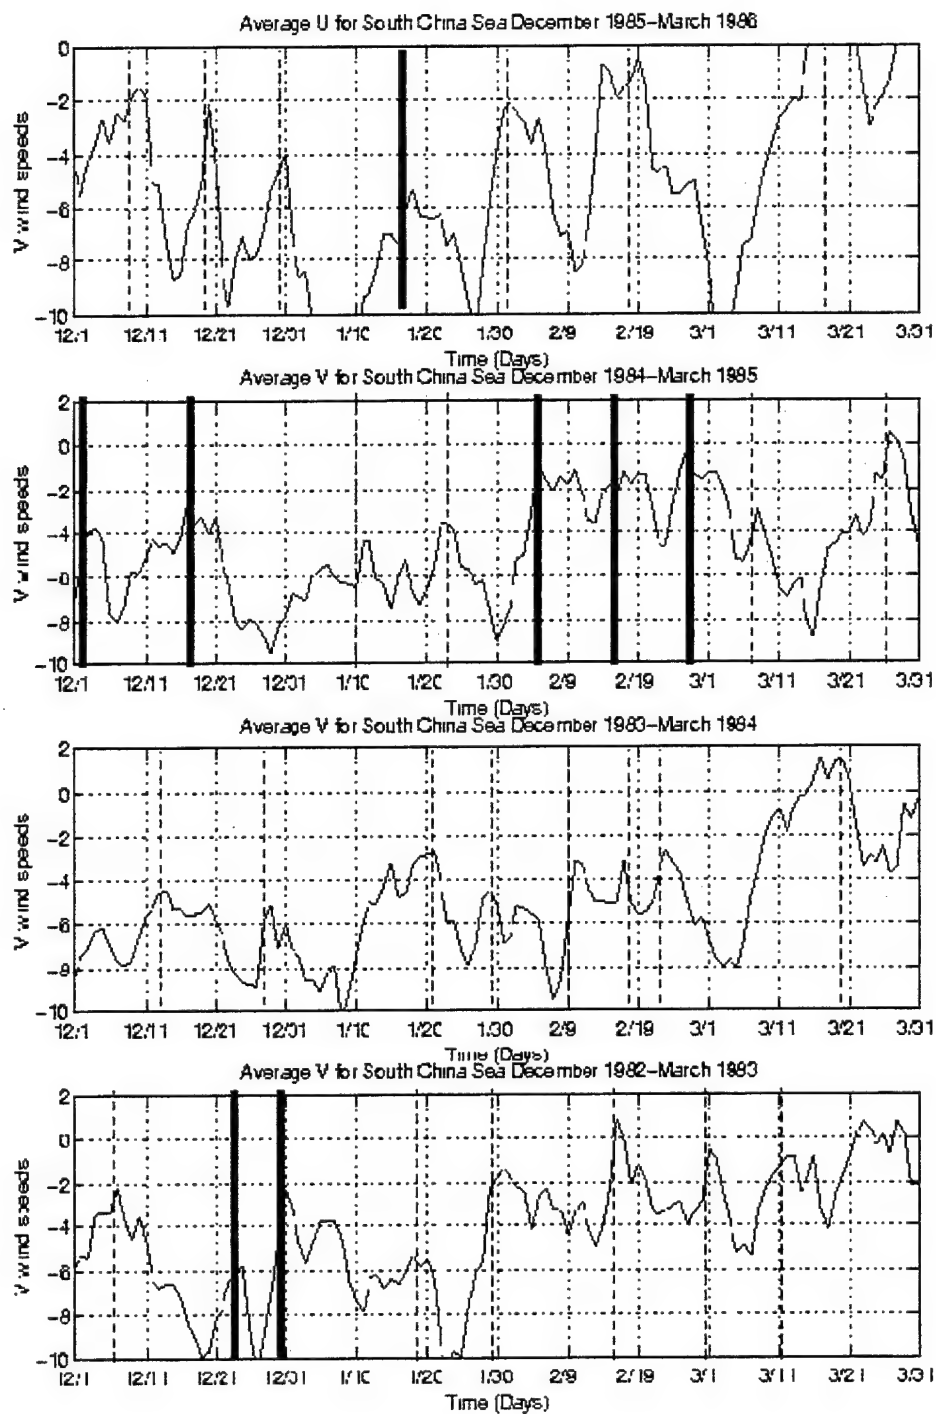 Average U for South China Sea December 1985–March 1986
0
−2
−4
−6
−8
−10
V wind speeds
12/1 12/11 12/21 12/31 1/10 1/20 1/30 2/9 2/19 3/1 3/11 3/21 3/31
Time (Days)
Average V for South China Sea December 1984–March 1985
2
0
−2
−4
−6
−8
−10
V wind speeds
12/1 12/11 12/21 12/31 1/10 1/20 1/30 2/9 2/19 3/1 3/11 3/21 3/31
Time (Days)
Average V for South China Sea December 1983–March 1984
2
0
−2
−4
−6
−8
−10
V wind speeds
12/1 12/11 12/21 12/31 1/10 1/20 1/30 2/9 2/19 3/1 3/11 3/21 3/31
Time (Days)
Average V for South China Sea December 1982–March 1983
2
0
−2
−4
−6
−8
−10
V wind speeds
12/1 12/11 12/21 12/31 1/10 1/20 1/30 2/9 2/19 3/1 3/11 3/21 3/31
Time (Days)